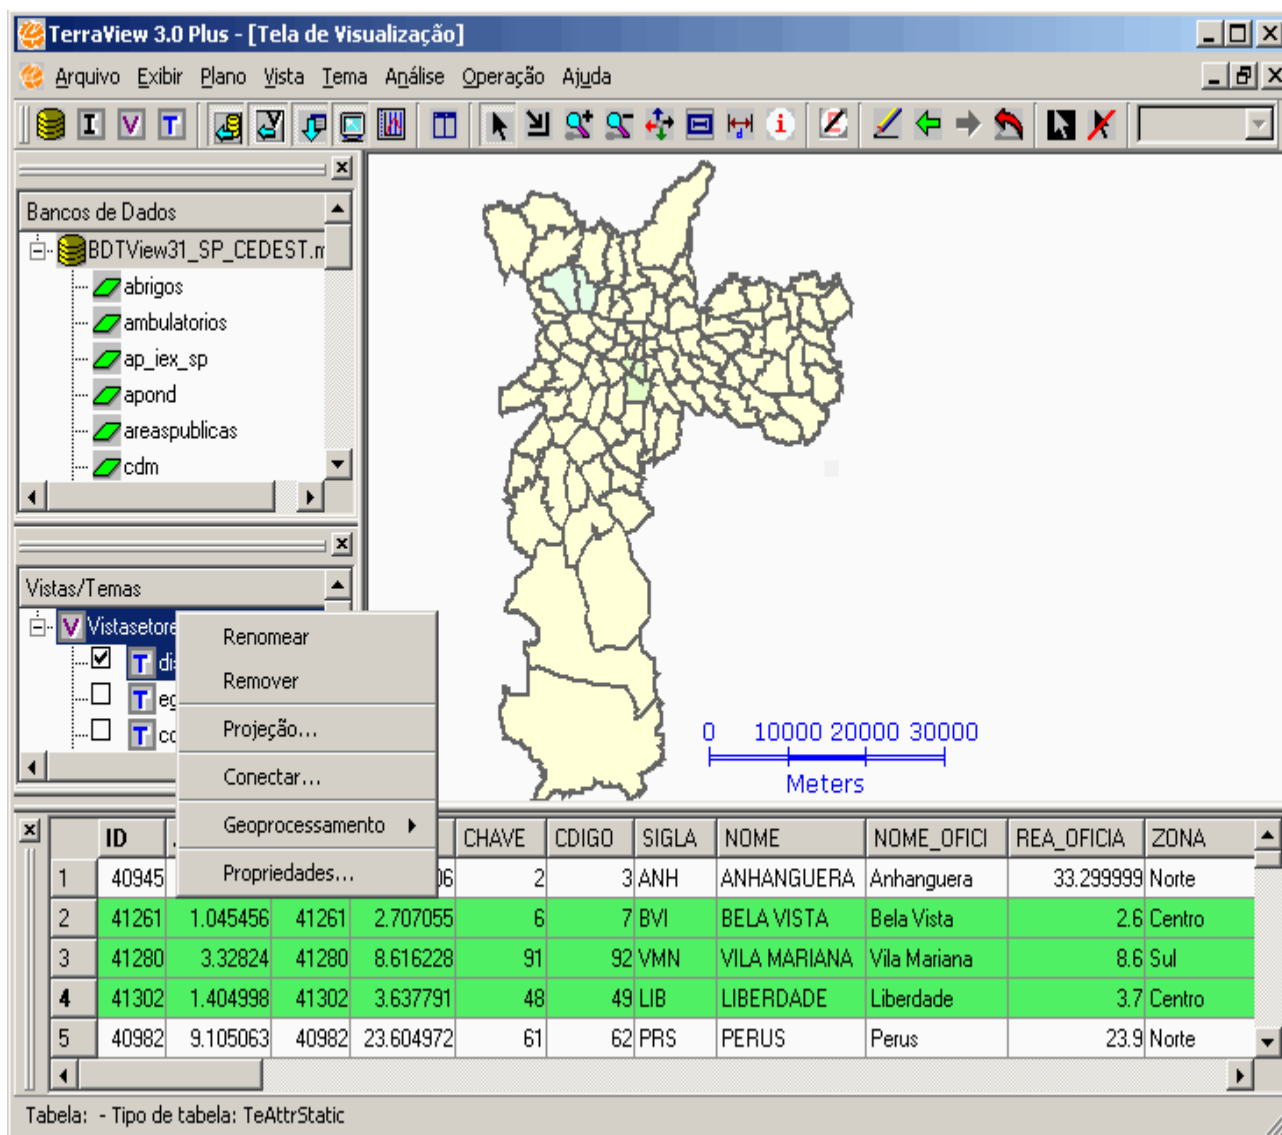 TerraView 3.0 Plus - [Tela de Visualização]
Arquivo Exibir Plano Vista Tema Análise Operação Ajuda
I V T
Bancos de Dados
BDTView31_SP_CEDEST.m
abrigos
ambulatorios
ap_iex_sp
apond
areaspublicas
cdm
Vistas/Temas
V Vistasetore
T dis
T eg
T co
Renomear
Remover
Projeção...
Conectar...
Geoprocessamento
Propriedades...
0 10000 20000 30000
Meters
ID CHAVE CDIGO SIGLA NOME NOME_OFICI REA_OFICIA ZONA
1 40945 06 2 3 ANH ANHANGUERA Anhanguera 33.299999 Norte
2 41261 1.045456 41261 2.707055 6 7 BVI BELA VISTA Bela Vista 2.6 Centro
3 41280 3.32824 41280 8.616228 91 92 VMN VILA MARIANA Vila Mariana 8.6 Sul
4 41302 1.404998 41302 3.637791 48 49 LIB LIBERDADE Liberdade 3.7 Centro
5 40982 9.105063 40982 23.604972 61 62 PRS PERUS Perus 23.9 Norte
Tabela: - Tipo de tabela: TeAttrStatic